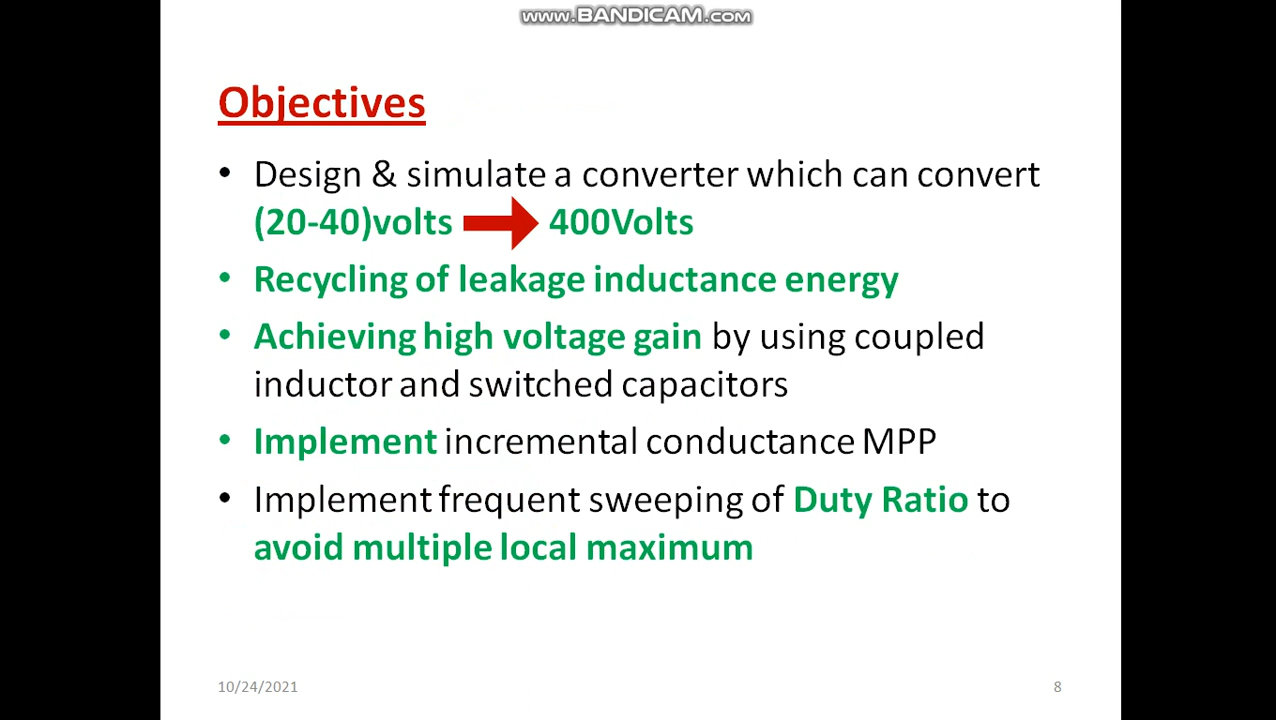 www.BANDICAM.com
Objectives
• Design & simulate a converter which can convert
(20-40)volts 400Volts
• Recycling of leakage inductance energy
• Achieving high voltage gain by using coupled
inductor and switched capacitors
• Implement incremental conductance MPP
• Implement frequent sweeping of Duty Ratio to
avoid multiple local maximum
10/24/2021 8